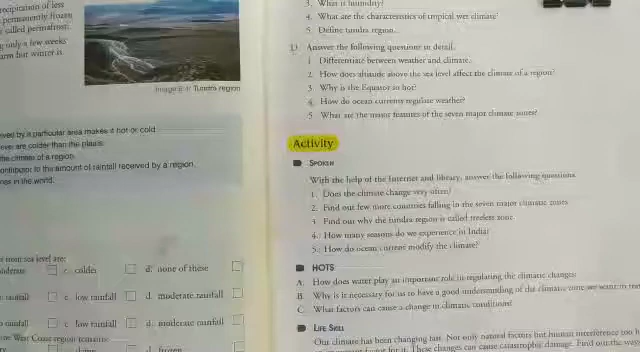 recipitation of less
permanently frozen
called permafrost.
g only a few weeks
arm but winter is
Image 6.4: Tundra region
ived by a particular area makes it hot or cold.
ever are colder than the plains.
the climate of a region.
ontributor to the amount of rainfall received by a region.
nes in the world.
e from sea level are:
oderate c. colder d. none of these
rainfall c. low rainfall d. moderate rainfall
o rainfall c. low rainfall d. moderate rainfall
he West Coast region remains:
ry damp d. frozen
3. What is humidity?
4. What are the characteristics of tropical wet climate?
5. Define tundra region.
D. Answer the following questions in detail.
1. Differentiate between weather and climate.
2. How does altitude above the sea level affect the climate of a region?
3. Why is the Equator so hot?
4. How do ocean currents regulate weather?
5. What are the main features of the seven major climatic zones?
Activity
SPOKEN
With the help of the Internet and library, answer the following questions.
1. Does the climate change very often?
2. Find out few more countries falling in the seven major climatic zones.
3. Find out why the tundra region is called treeless zone.
4. How many seasons do we experience in India?
5. How do ocean current modify the climate?
HOTS
A. How does water play an important role in regulating the climatic changes
B. Why is it necessary for us to have a good understanding of the climatic zone we want to
C. What factors can cause a change in climatic conditions?
LIFE SKILL
Our climate has been changing fast. Not only natural factors but human interference too
factor for it. These changes can cause catastrophic damage. Find out the